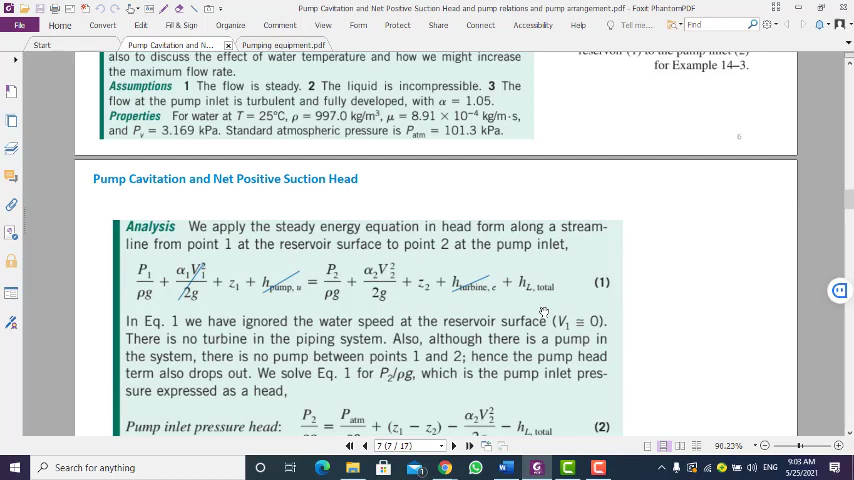 Pump Cavitation and Net Positive Suction Head and pump relations and pump arrangement.pdf - Foxit PhantomPDF
File Home Edit Fill & Sign Organize Convert View Form Protect Share Connect Accessibility Help Tell me... Find
Start Pump Cavitation and N... Pumping equipment.pdf
also to discuss the effect of water temperature and how we might increase
the maximum flow rate.
Assumptions 1 The flow is steady. 2 The liquid is incompressible. 3 The
flow at the pump inlet is turbulent and fully developed, with α = 1.05.
Properties For water at T = 25°C, ρ = 997.0 kg/m³, μ = 8.91 × 10⁻⁴ kg/m·s,
and Pv = 3.169 kPa. Standard atmospheric pressure is Patm = 101.3 kPa.
reservoir (1) to the pump inlet (2)
for Example 14–3.
6
Pump Cavitation and Net Positive Suction Head
Analysis We apply the steady energy equation in head form along a stream-
line from point 1 at the reservoir surface to point 2 at the pump inlet,
P₁/ρg + α₁V₁²/2g + z₁ + hpump, u = P₂/ρg + α₂V₂²/2g + z₂ + hturbine, e + hL, total (1)
In Eq. 1 we have ignored the water speed at the reservoir surface (V₁ ≅ 0).
There is no turbine in the piping system. Also, although there is a pump in
the system, there is no pump between points 1 and 2; hence the pump head
term also drops out. We solve Eq. 1 for P₂/ρg, which is the pump inlet pres-
sure expressed as a head,
Pump inlet pressure head: P₂/ρg = Patm/ρg + (z₁ − z₂) − α₂V₂²/2g − hL, total (2)
7 (7 / 17) 90.23%
Search for anything
ENG
9:03 AM
5/25/2021